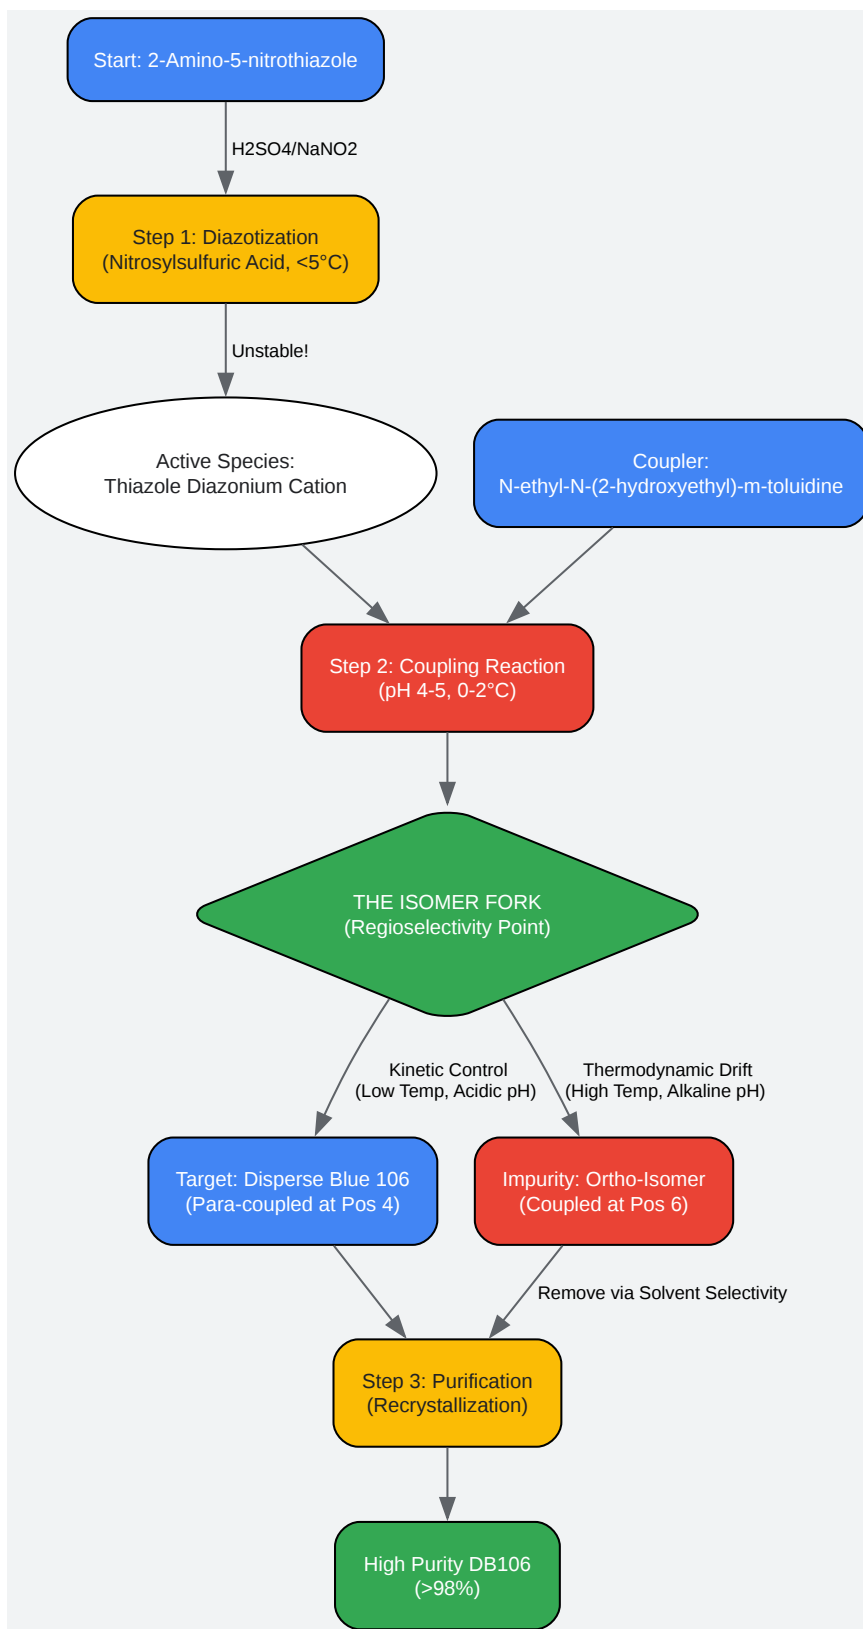 Start: 2-Amino-5-nitrothiazole
H2SO4/NaNO2
Step 1: Diazotization
(Nitrosylsulfuric Acid, <5°C)
Unstable!
Active Species:
Thiazole Diazonium Cation
Coupler:
N-ethyl-N-(2-hydroxyethyl)-m-toluidine
Step 2: Coupling Reaction
(pH 4-5, 0-2°C)
THE ISOMER FORK
(Regioselectivity Point)
Kinetic Control
(Low Temp, Acidic pH)
Thermodynamic Drift
(High Temp, Alkaline pH)
Target: Disperse Blue 106
(Para-coupled at Pos 4)
Impurity: Ortho-Isomer
(Coupled at Pos 6)
Remove via Solvent Selectivity
Step 3: Purification
(Recrystallization)
High Purity DB106
(>98%)